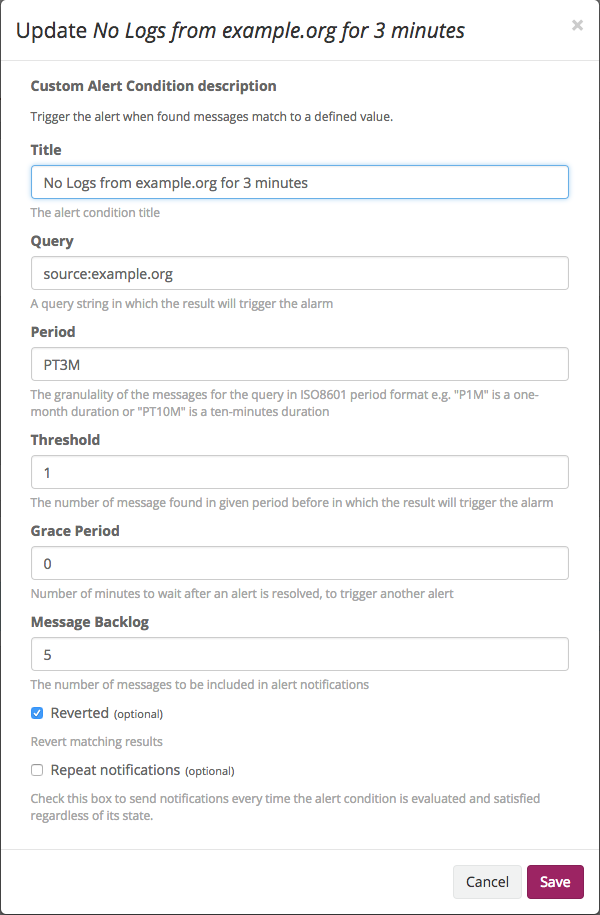 Update No Logs from example.org for 3 minutes
×
Custom Alert Condition description
Trigger the alert when found messages match to a defined value.
Title
No Logs from example.org for 3 minutes
The alert condition title
Query
source:example.org
A query string in which the result will trigger the alarm
Period
PT3M
The granulality of the messages for the query in ISO8601 period format e.g. "P1M" is a one-
month duration or "PT10M" is a ten-minutes duration
Threshold
1
The number of message found in given period before in which the result will trigger the alarm
Grace Period
0
Number of minutes to wait after an alert is resolved, to trigger another alert
Message Backlog
5
The number of messages to be included in alert notifications
Reverted (optional)
Revert matching results
Repeat notifications (optional)
Check this box to send notifications every time the alert condition is evaluated and satisfied
regardless of its state.
Cancel
Save